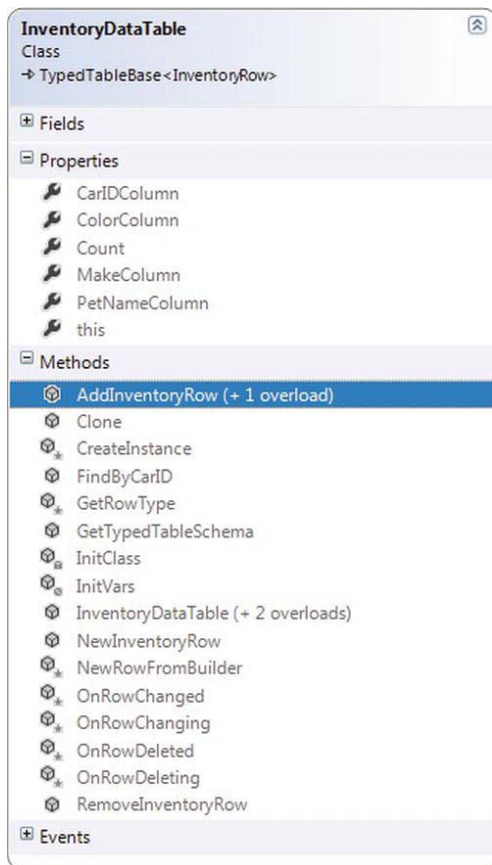 InventoryDataTable
Class
TypedTableBase<InventoryRow>
Fields
Properties
CarIDColumn
ColorColumn
Count
MakeColumn
PetNameColumn
this
Methods
AddInventoryRow (+ 1 overload)
Clone
CreateInstance
FindByCarID
GetRowType
GetTypedTableSchema
InitClass
InitVars
InventoryDataTable (+ 2 overloads)
NewInventoryRow
NewRowFromBuilder
OnRowChanged
OnRowChanging
OnRowDeleted
OnRowDeleting
RemoveInventoryRow
Events